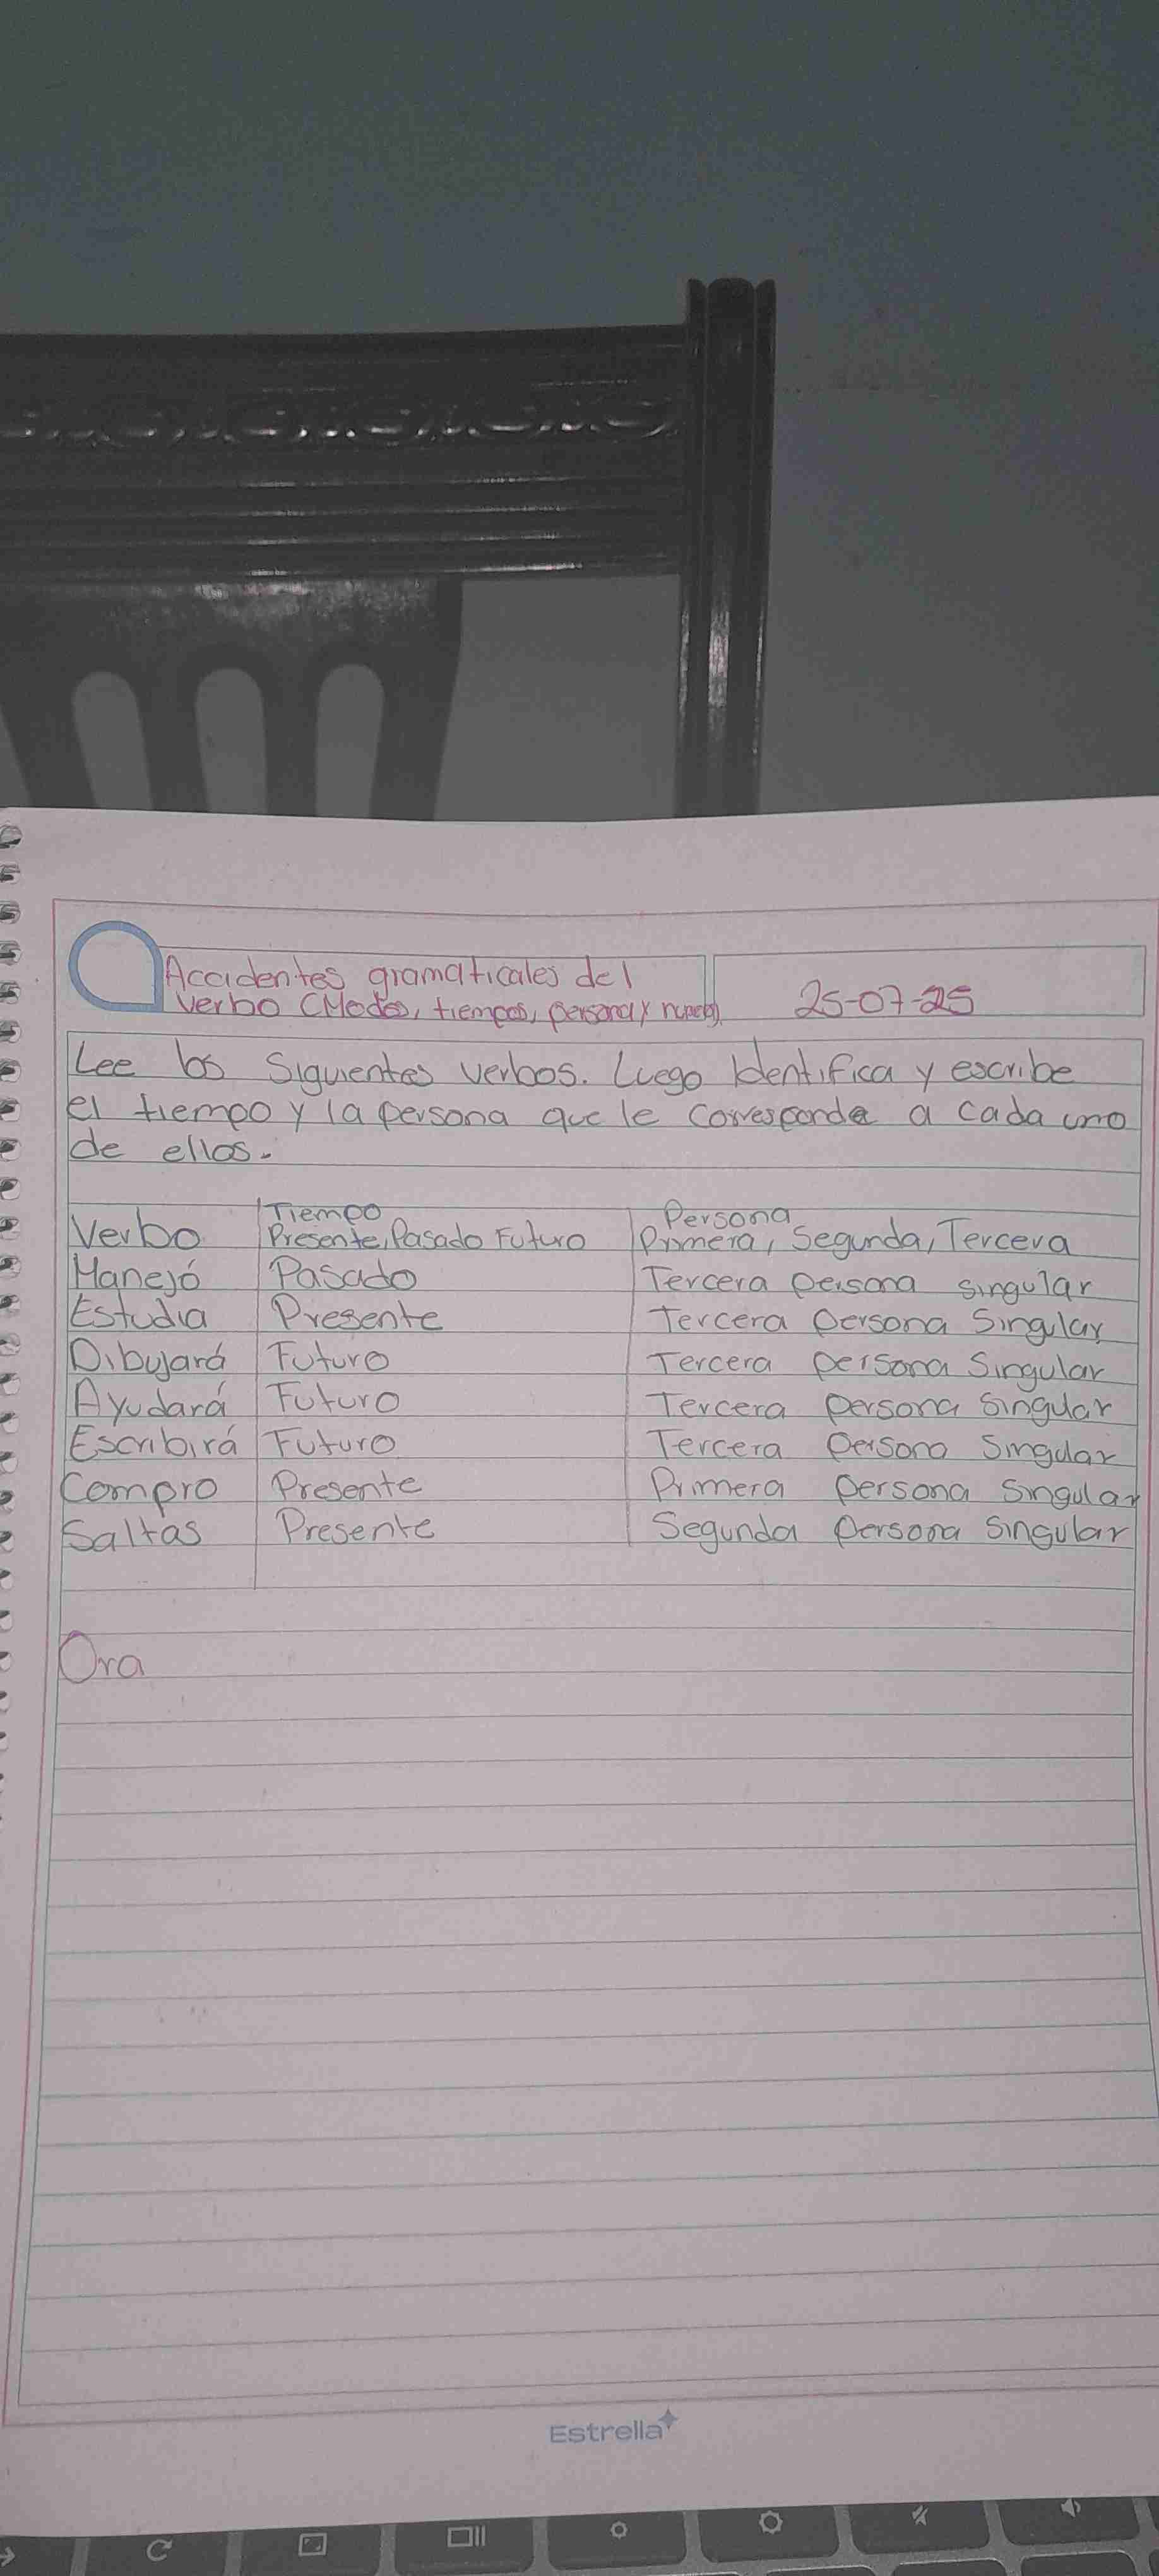 Accidentes gramaticales del
verbo (Modos, tiempos, persona y número)
25-07-25
Lee los Siguientes verbos. Luego Identifica y escribe
el tiempo y la persona que le corresponde a cada uno
de ellos.
Verbo Tiempo Presente, Pasado Futuro Persona Primera, Segunda, Tercera
Manejó Pasado Tercera persona singular
Estudia Presente Tercera persona Singular
Dibujará Futuro Tercera persona Singular
Ayudará Futuro Tercera persona Singular
Escribirá Futuro Tercera persona Singular
Compro Presente Primera persona Singular
Saltas Presente Segunda persona Singular
Ora
Estrella